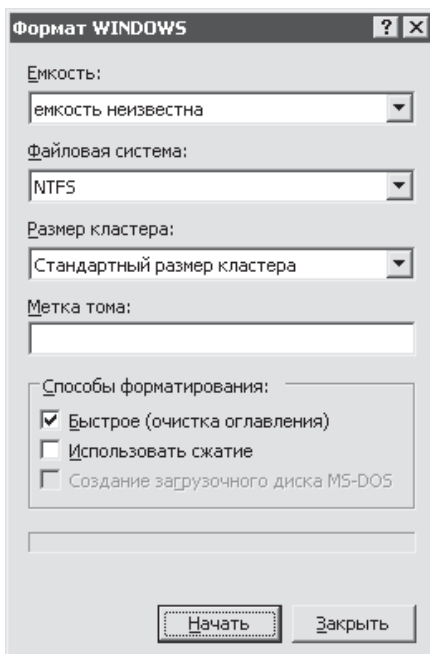 Формат WINDOWS
Емкость:
емкость неизвестна
Файловая система:
NTFS
Размер кластера:
Стандартный размер кластера
Метка тома:
Способы форматирования:
Быстрое (очистка оглавления)
Использовать сжатие
Создание загрузочного диска MS-DOS
Начать Закрыть